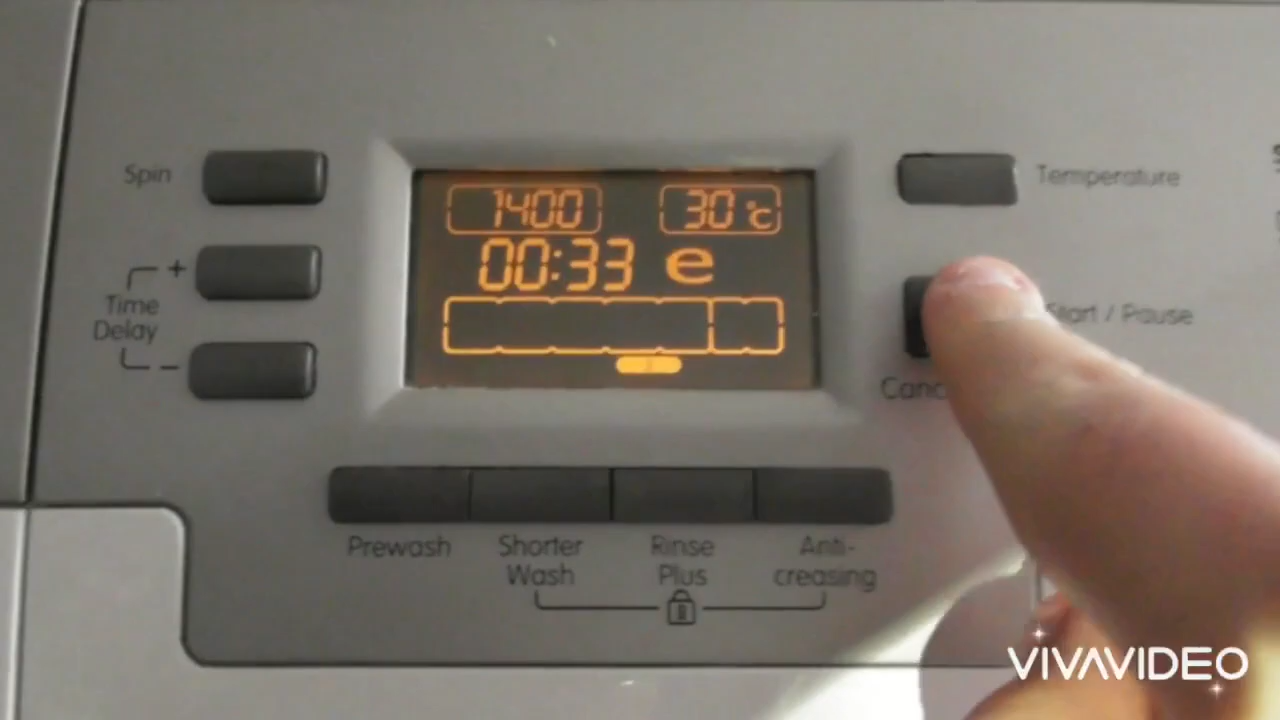 Spin
1400
30 °c
Temperature
00:33 e
+
Time
Delay
-
Start / Pause
Prewash
Shorter
Wash
Rinse
Plus
Anti-
creasing
VIVAVIDEO